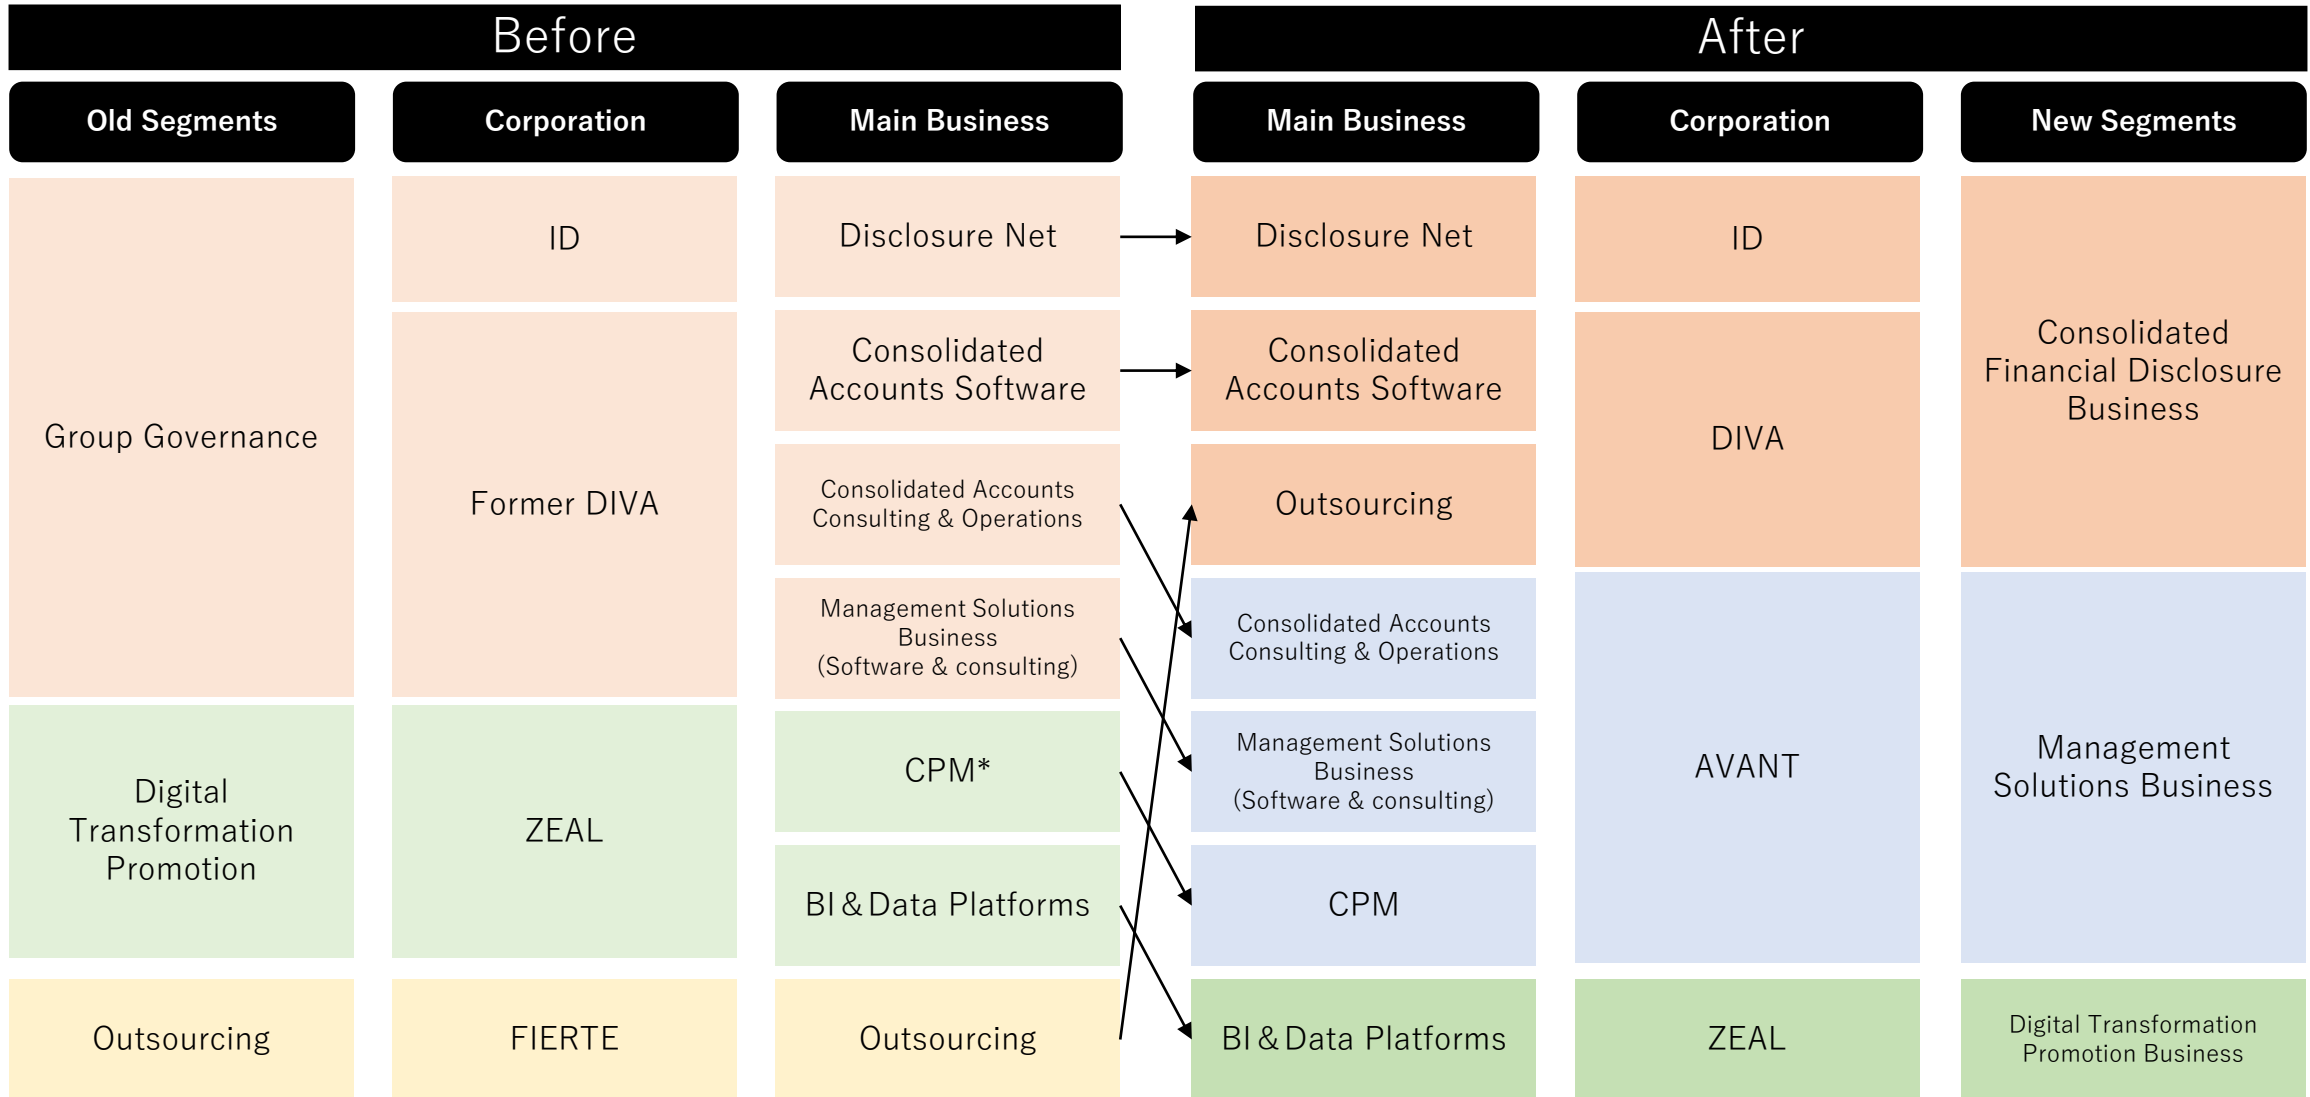 Before
After
Old Segments
Corporation
Main Business
Main Business
Corporation
New Segments
Group Governance
ID
Disclosure Net
Disclosure Net
ID
Consolidated
Financial Disclosure
Business
Former DIVA
Consolidated
Accounts Software
Consolidated
Accounts Software
DIVA
Consolidated Accounts
Consulting & Operations
Outsourcing
Management Solutions
Business
(Software & consulting)
Consolidated Accounts
Consulting & Operations
AVANT
Management
Solutions Business
Digital
Transformation
Promotion
ZEAL
CPM*
Management Solutions
Business
(Software & consulting)
BI&Data Platforms
CPM
Outsourcing
FIERTE
Outsourcing
BI&Data Platforms
ZEAL
Digital Transformation
Promotion Business